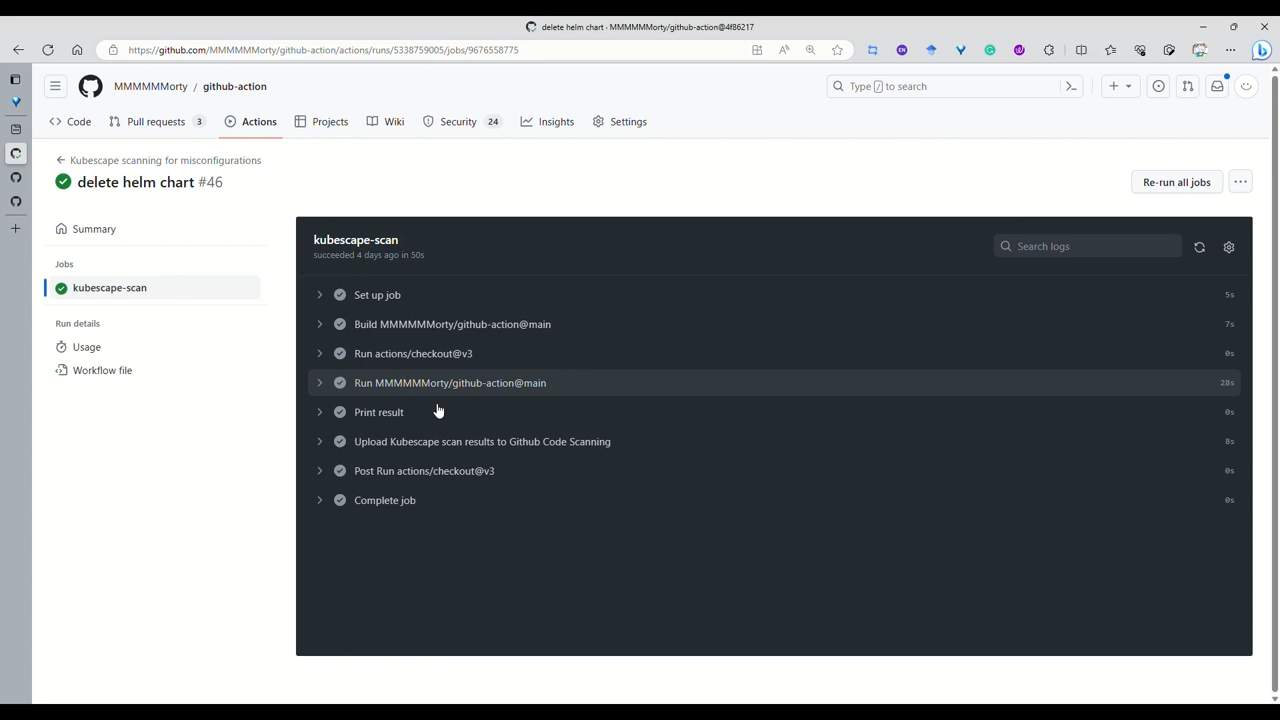 delete helm chart · MMMMMMorty/github-action@4f86217
https://github.com/MMMMMMorty/github-action/actions/runs/5338759005/jobs/9676558775
MMMMMMorty / github-action
Type / to search
Code
Pull requests 3
Actions
Projects
Wiki
Security 24
Insights
Settings
Kubescape scanning for misconfigurations
delete helm chart #46
Re-run all jobs
Summary
Jobs
kubescape-scan
Run details
Usage
Workflow file
kubescape-scan
succeeded 4 days ago in 50s
Search logs
Set up job 5s
Build MMMMMMorty/github-action@main 7s
Run actions/checkout@v3 0s
Run MMMMMMorty/github-action@main 28s
Print result 0s
Upload Kubescape scan results to Github Code Scanning 8s
Post Run actions/checkout@v3 0s
Complete job 0s